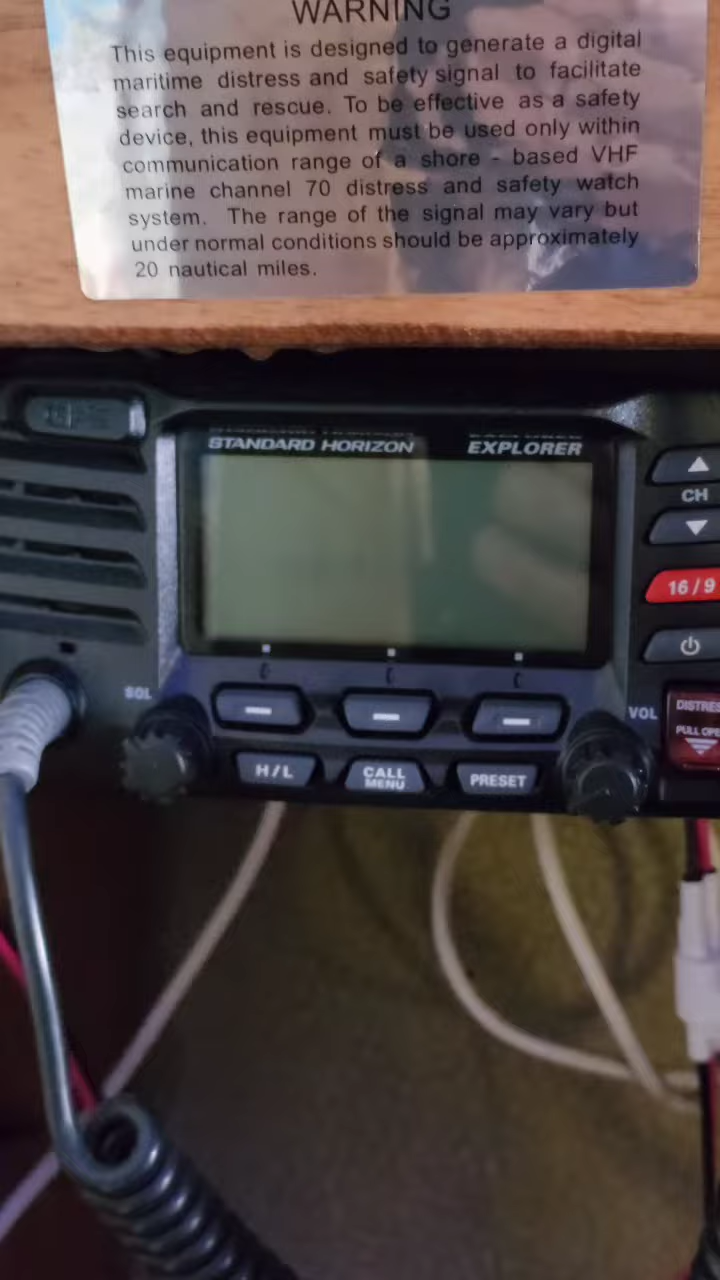 WARNING
This equipment is designed to generate a digital
maritime distress and safety signal to facilitate
search and rescue. To be effective as a safety
device, this equipment must be used only within
communication range of a shore - based VHF
marine channel 70 distress and safety watch
system. The range of the signal may vary but
under normal conditions should be approximately
20 nautical miles.
STANDARD HORIZON EXPLORER
CH
16 / 9
SQL
VOL
DISTRES
PULL OPE
H / L
CALL
MENU
PRESET